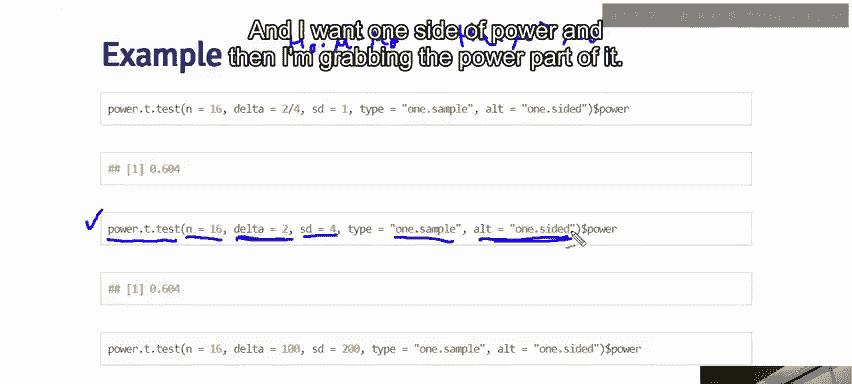 And I want one side of power and
Example then I'm grabbing the power part of it.
power.t.test(n = 16, delta = 2/4, sd = 1, type = "one.sample", alt = "one.sided")$power
## [1] 0.604
power.t.test(n = 16, delta = 2, sd = 4, type = "one.sample", alt = "one.sided")$power
## [1] 0.604
power.t.test(n = 16, delta = 100, sd = 200, type = "one.sample", alt = "one.sided")$power